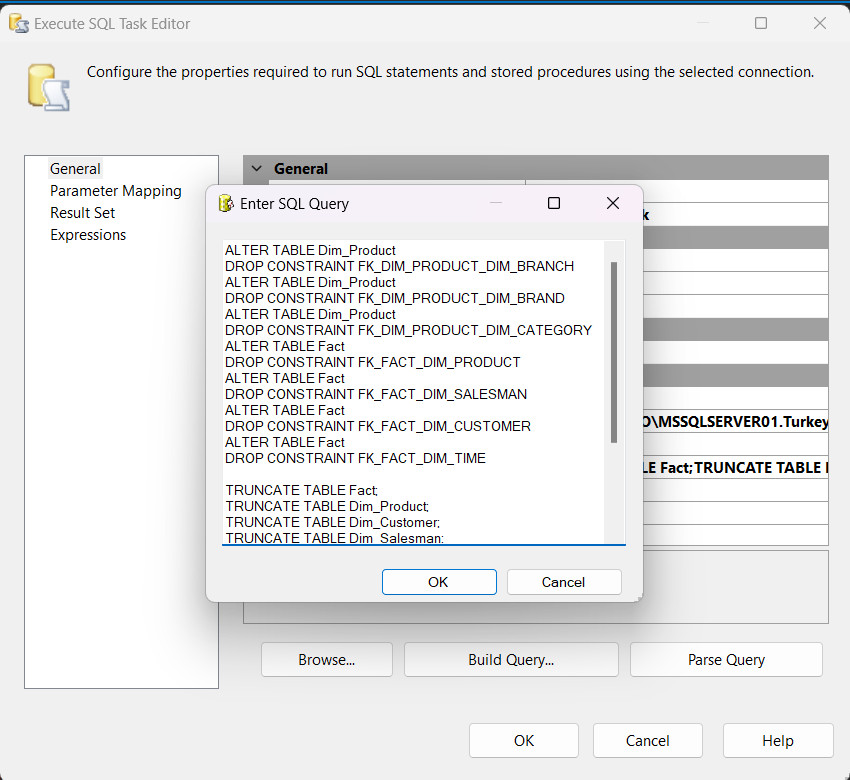 Execute SQL Task Editor
Configure the properties required to run SQL statements and stored procedures using the selected connection.
General
Parameter Mapping
Result Set
Expressions
General
Enter SQL Query
ALTER TABLE Dim_Product
DROP CONSTRAINT FK_DIM_PRODUCT_DIM_BRANCH
ALTER TABLE Dim_Product
DROP CONSTRAINT FK_DIM_PRODUCT_DIM_BRAND
ALTER TABLE Dim_Product
DROP CONSTRAINT FK_DIM_PRODUCT_DIM_CATEGORY
ALTER TABLE Fact
DROP CONSTRAINT FK_FACT_DIM_PRODUCT
ALTER TABLE Fact
DROP CONSTRAINT FK_FACT_DIM_SALESMAN
ALTER TABLE Fact
DROP CONSTRAINT FK_FACT_DIM_CUSTOMER
ALTER TABLE Fact
DROP CONSTRAINT FK_FACT_DIM_TIME
TRUNCATE TABLE Fact;
TRUNCATE TABLE Dim_Product;
TRUNCATE TABLE Dim_Customer;
TRUNCATE TABLE Dim_Salesman;
OK
Cancel
k
O\MSSQLSERVER01.Turkey
LE Fact;TRUNCATE TABLE
Browse...
Build Query...
Parse Query
OK
Cancel
Help